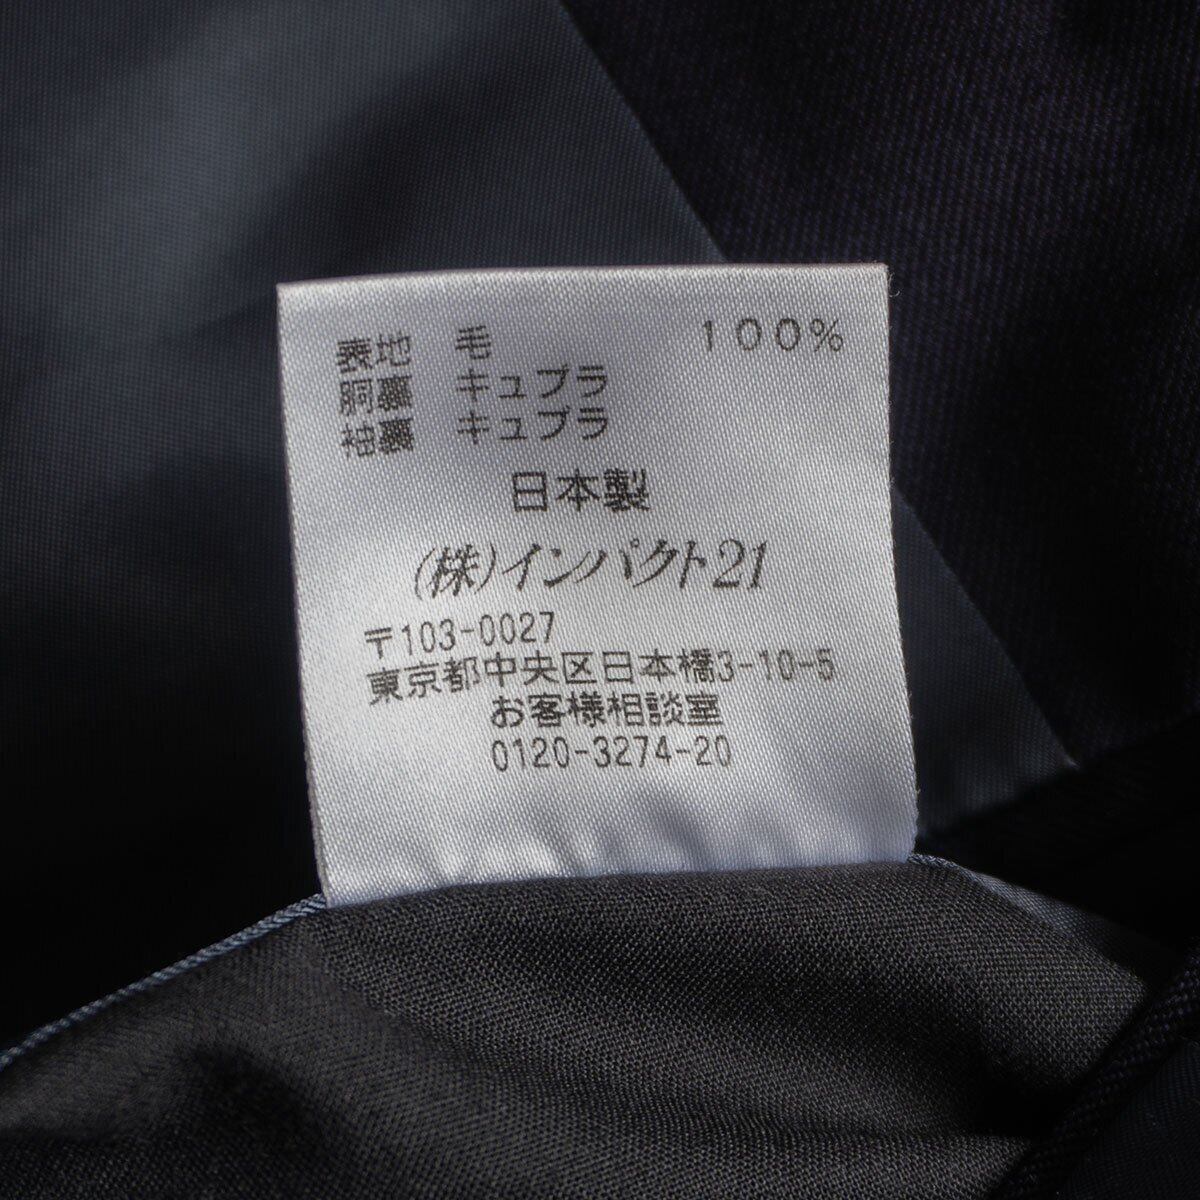 表地 毛 100%
胴裏 キュプラ
袖裏 キュプラ
日本製
(株)インパクト21
〒103-0027
東京都中央区日本橋3-10-5
お客様相談室
0120-3274-20